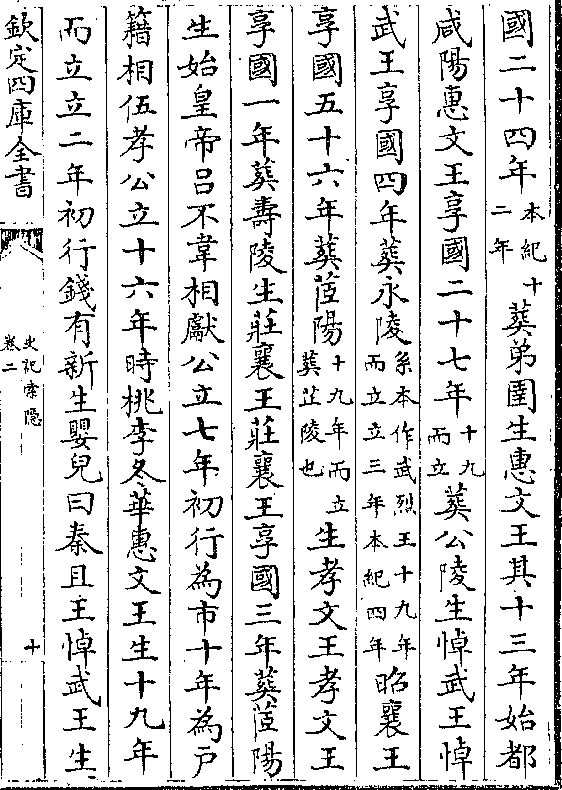 國二十四年本紀十二年葬弟圉生惠文王其十三年始都
咸陽惠文王享國二十七年十九而立葬公陵生悼武王悼
武王享國四年葬永陵系本作武烈王十九年而立立三年本紀四年昭襄王
享國五十六年葬茝陽十九年而立葬芷陵也生孝文王孝文王
享國一年葬壽陵生莊襄王莊襄王享國三年葬茝陽
生始皇帝呂不韋相獻公立七年初行為市十年為戶
籍相伍孝公立十六年時桃李冬華惠文王生十九年
而立立二年初行錢有新生嬰兒曰秦且王悼武王生
欽定四庫全書
史記索隱
卷二
十